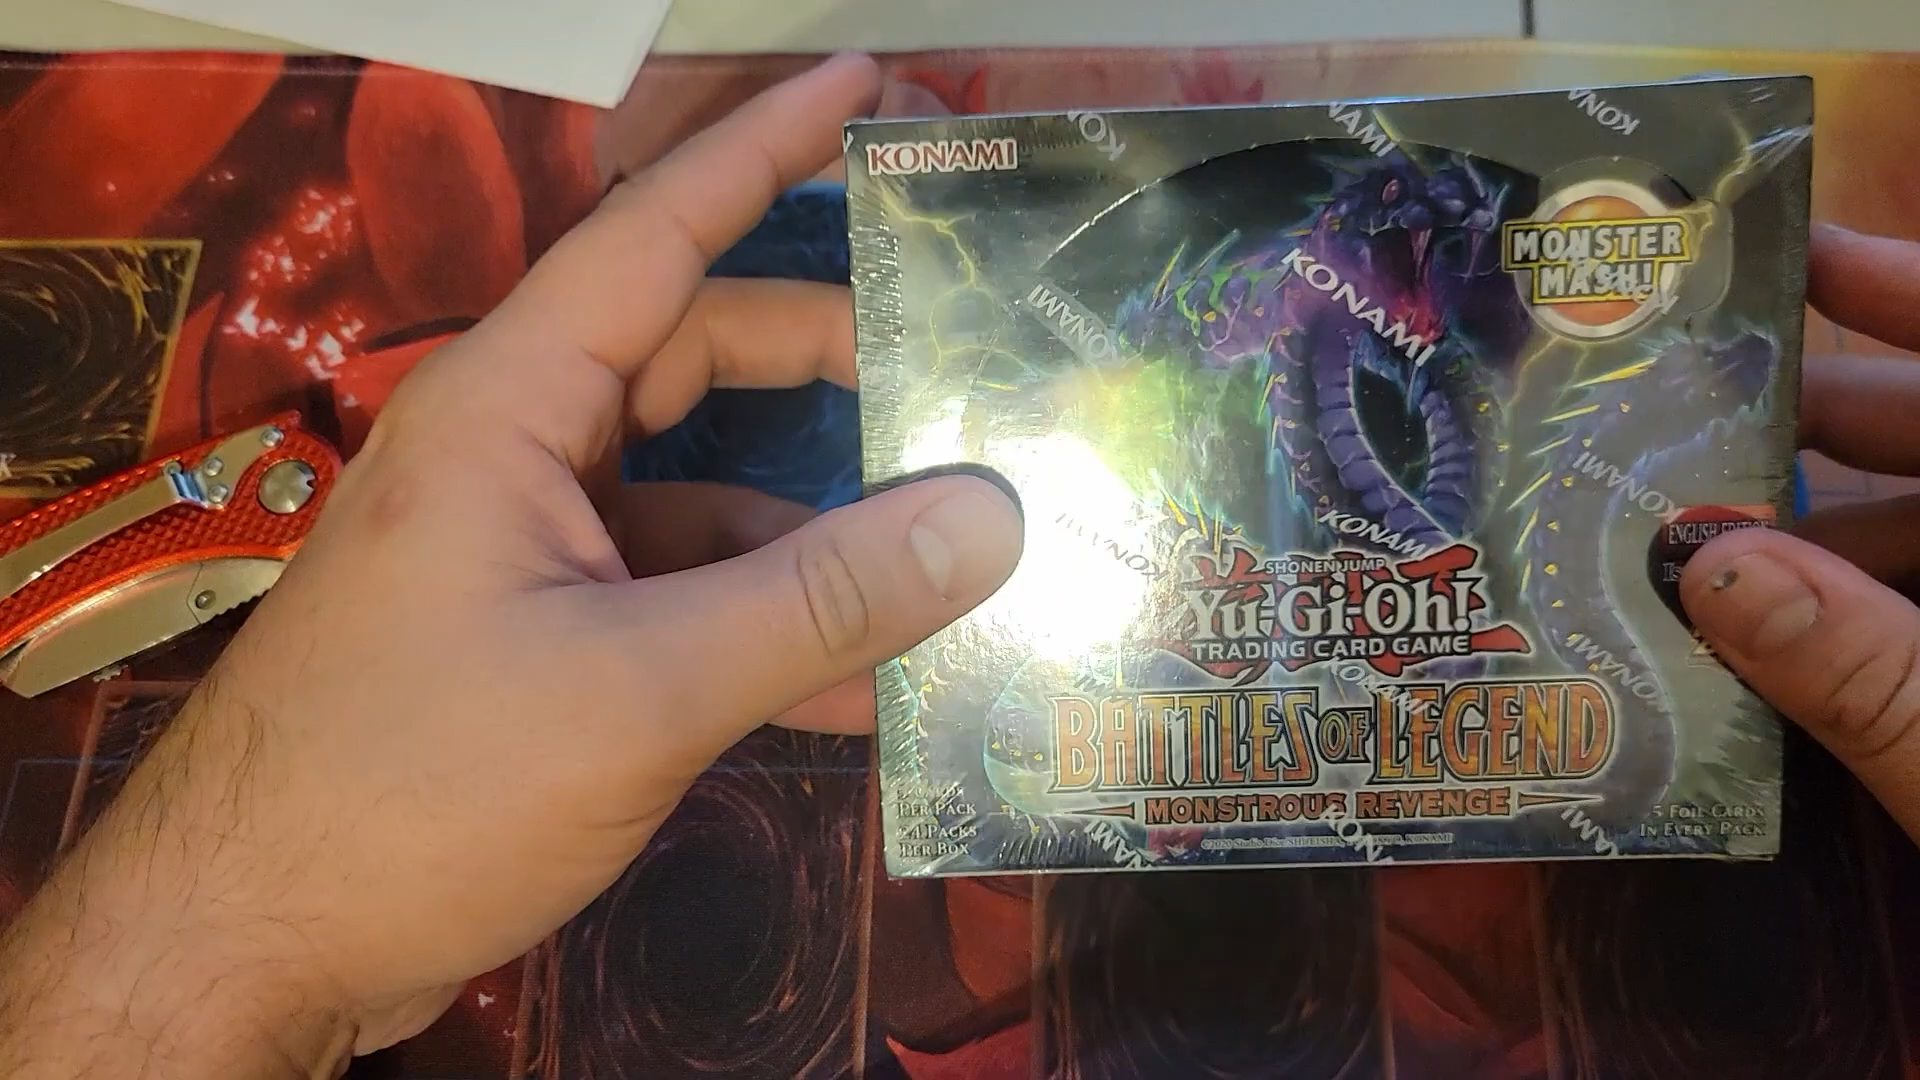 KONAMI
MONSTER
MASH!
KONAMI
ENGLISH EDITION
SHONEN JUMP
Yu-Gi-Oh!
TRADING CARD GAME
BATTLES OF LEGEND
MONSTROUS REVENGE
CARDS
PER PACK
24 PACKS
PER BOX
5 FOIL CARDS
IN EVERY PACK